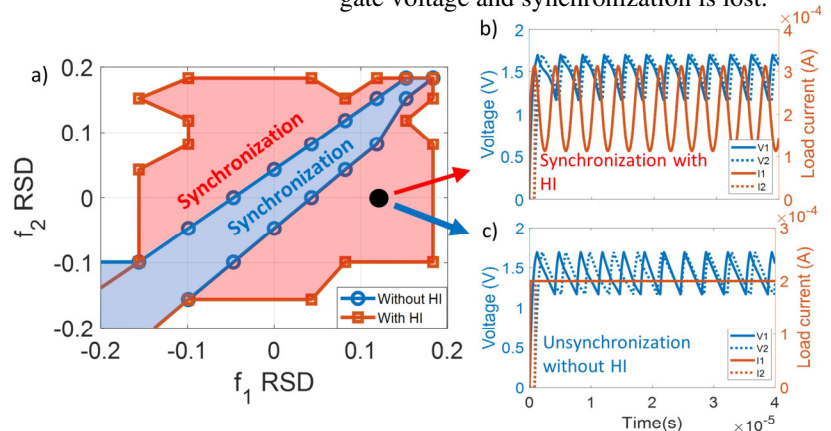 gate voltage and synchronization is lost.
a)
0.2
0.1
0
-0.1
-0.2
f2 RSD
-0.2
-0.1
0
0.1
0.2
f1 RSD
Synchronization
Synchronization
Without HI
With HI
b)
×10-4
2
1.5
1
0.5
0
Voltage (V)
4
3
2
1
0
Load current (A)
Synchronization with
HI
V1
V2
I1
I2
c)
×10-4
2
1.5
1
0.5
0
Voltage (V)
3
2
1
0
Load current (A)
Unsynchronization
without HI
V1
V2
I1
I2
0
1
2
3
4
Time(s)
×10-5